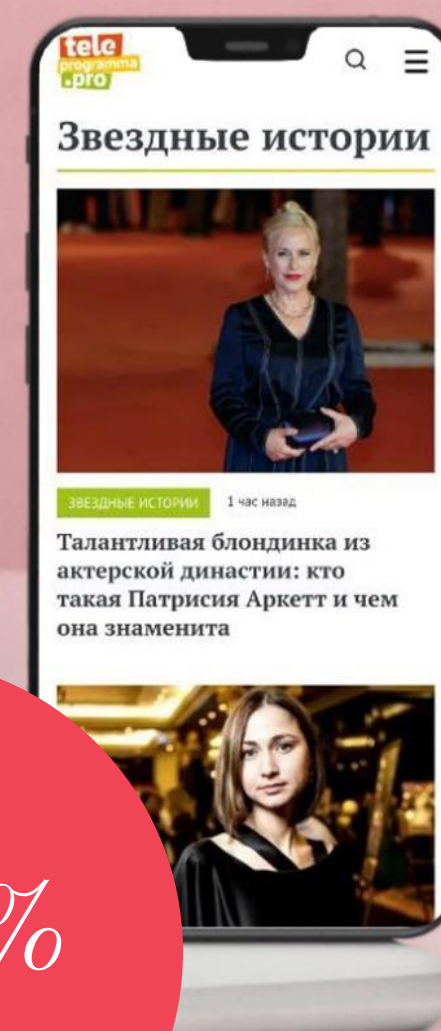 tele
programma
.pro
Звездные истории
ЗВЕЗДНЫЕ ИСТОРИИ 1 час назад
Талантливая блондинка из
актерской династии: кто
такая Патрисия Аркетт и чем
она знаменита
%